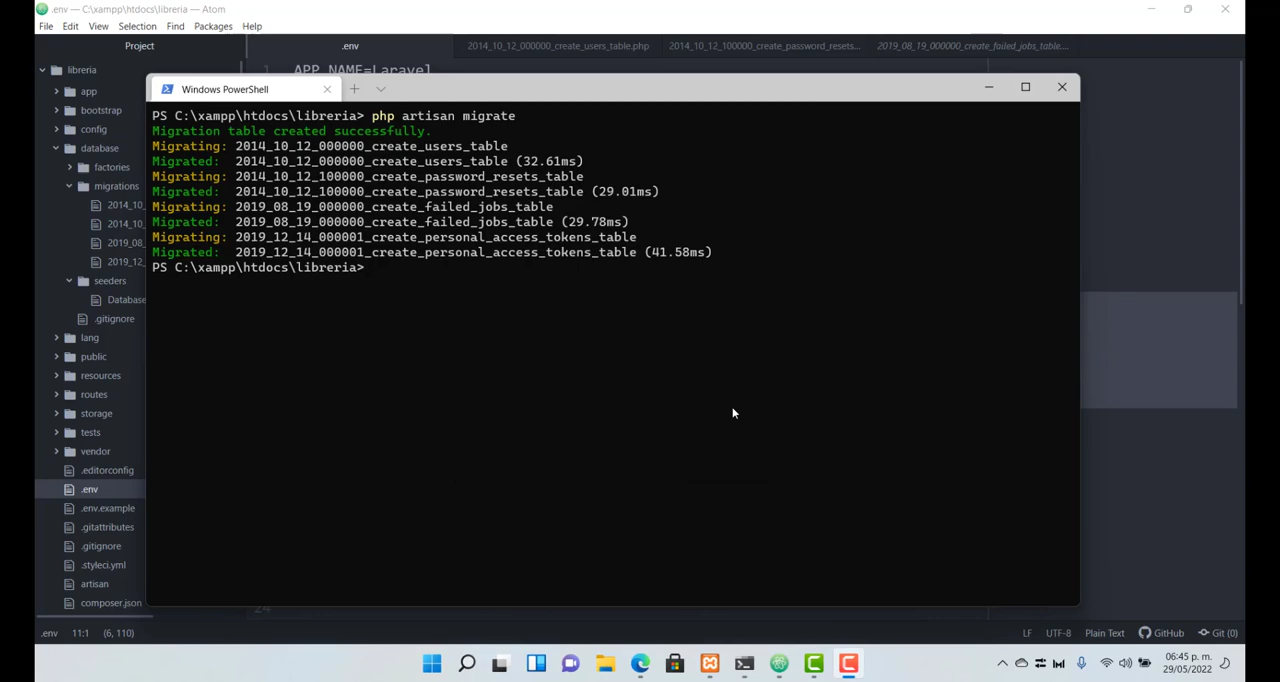 .env — C:\xampp\htdocs\libreria — Atom
File Edit View Selection Find Packages Help
Project
.env
2014_10_12_000000_create_users_table.php
2014_10_12_100000_create_password_resets...
2019_08_19_000000_create_failed_jobs_table....
1 APP_NAME=Laravel
libreria
app
bootstrap
config
database
factories
migrations
2014_10_
2014_10_
2019_08_
2019_12_
seeders
Database
.gitignore
lang
public
resources
routes
storage
tests
vendor
.editorconfig
.env
.env.example
.gitattributes
.gitignore
.styleci.yml
artisan
composer.json
Windows PowerShell
PS C:\xampp\htdocs\libreria> php artisan migrate
Migration table created successfully.
Migrating: 2014_10_12_000000_create_users_table
Migrated: 2014_10_12_000000_create_users_table (32.61ms)
Migrating: 2014_10_12_100000_create_password_resets_table
Migrated: 2014_10_12_100000_create_password_resets_table (29.01ms)
Migrating: 2019_08_19_000000_create_failed_jobs_table
Migrated: 2019_08_19_000000_create_failed_jobs_table (29.78ms)
Migrating: 2019_12_14_000001_create_personal_access_tokens_table
Migrated: 2019_12_14_000001_create_personal_access_tokens_table (41.58ms)
PS C:\xampp\htdocs\libreria>
24
.env 11:1 (6, 110)
LF UTF-8 Plain Text GitHub Git (0)
06:45 p. m.
29/05/2022